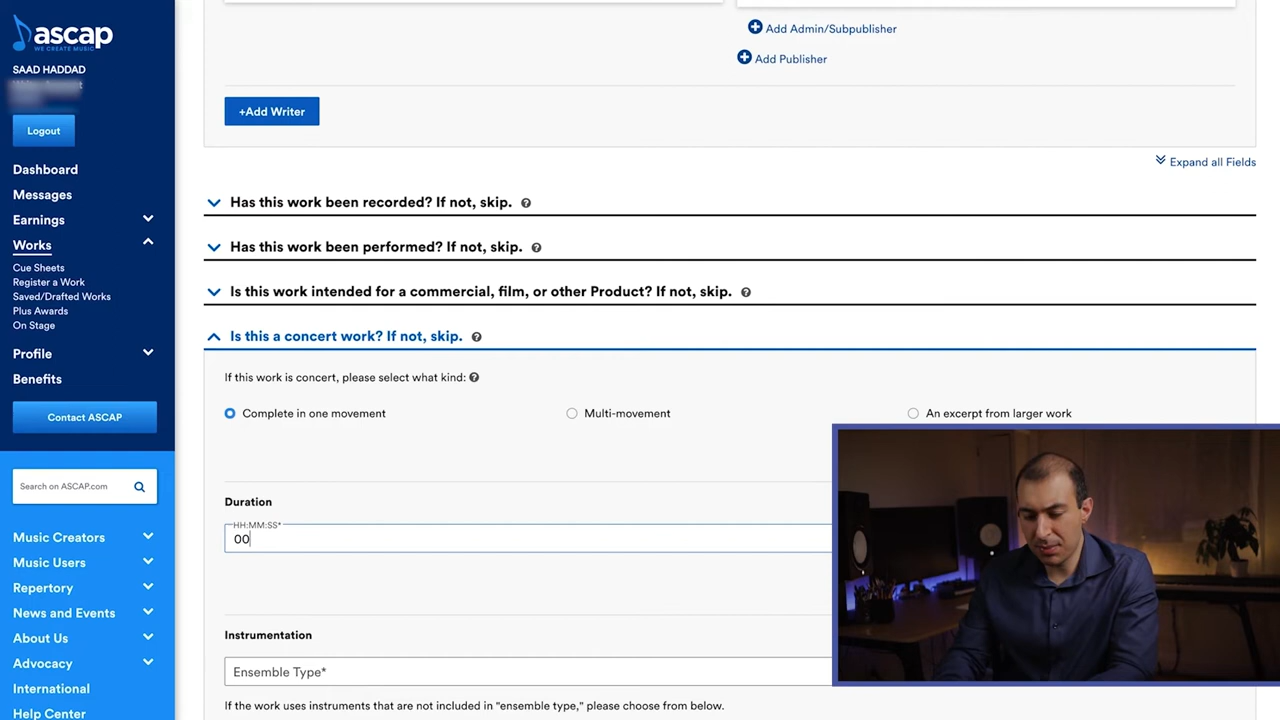 ascap
WE CREATE MUSIC
SAAD HADDAD
Logout
Dashboard
Messages
Earnings
Works
Cue Sheets
Register a Work
Saved/Drafted Works
Plus Awards
On Stage
Profile
Benefits
Contact ASCAP
Search on ASCAP.com
Music Creators
Music Users
Repertory
News and Events
About Us
Advocacy
International
Help Center
Add Admin/Subpublisher
Add Publisher
+Add Writer
Expand all Fields
Has this work been recorded? If not, skip. ?
Has this work been performed? If not, skip. ?
Is this work intended for a commercial, film, or other Product? If not, skip. ?
Is this a concert work? If not, skip. ?
If this work is concert, please select what kind: ?
Complete in one movement
Multi-movement
An excerpt from larger work
Duration
HH:MM:SS*
00
Instrumentation
Ensemble Type*
If the work uses instruments that are not included in "ensemble type," please choose from below.